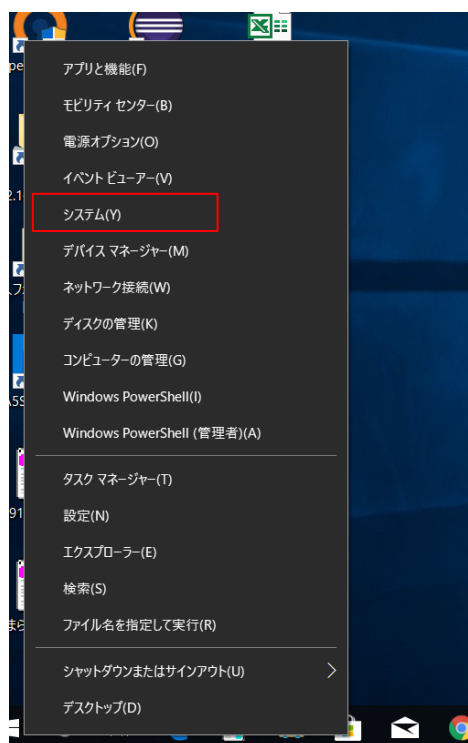 アプリと機能(F)
モビリティ センター(B)
電源オプション(O)
イベント ビューアー(V)
システム(Y)
デバイス マネージャー(M)
ネットワーク接続(W)
ディスクの管理(K)
コンピューターの管理(G)
Windows PowerShell(I)
Windows PowerShell (管理者)(A)
タスク マネージャー(T)
設定(N)
エクスプローラー(E)
検索(S)
ファイル名を指定して実行(R)
シャットダウンまたはサインアウト(U)
デスクトップ(D)